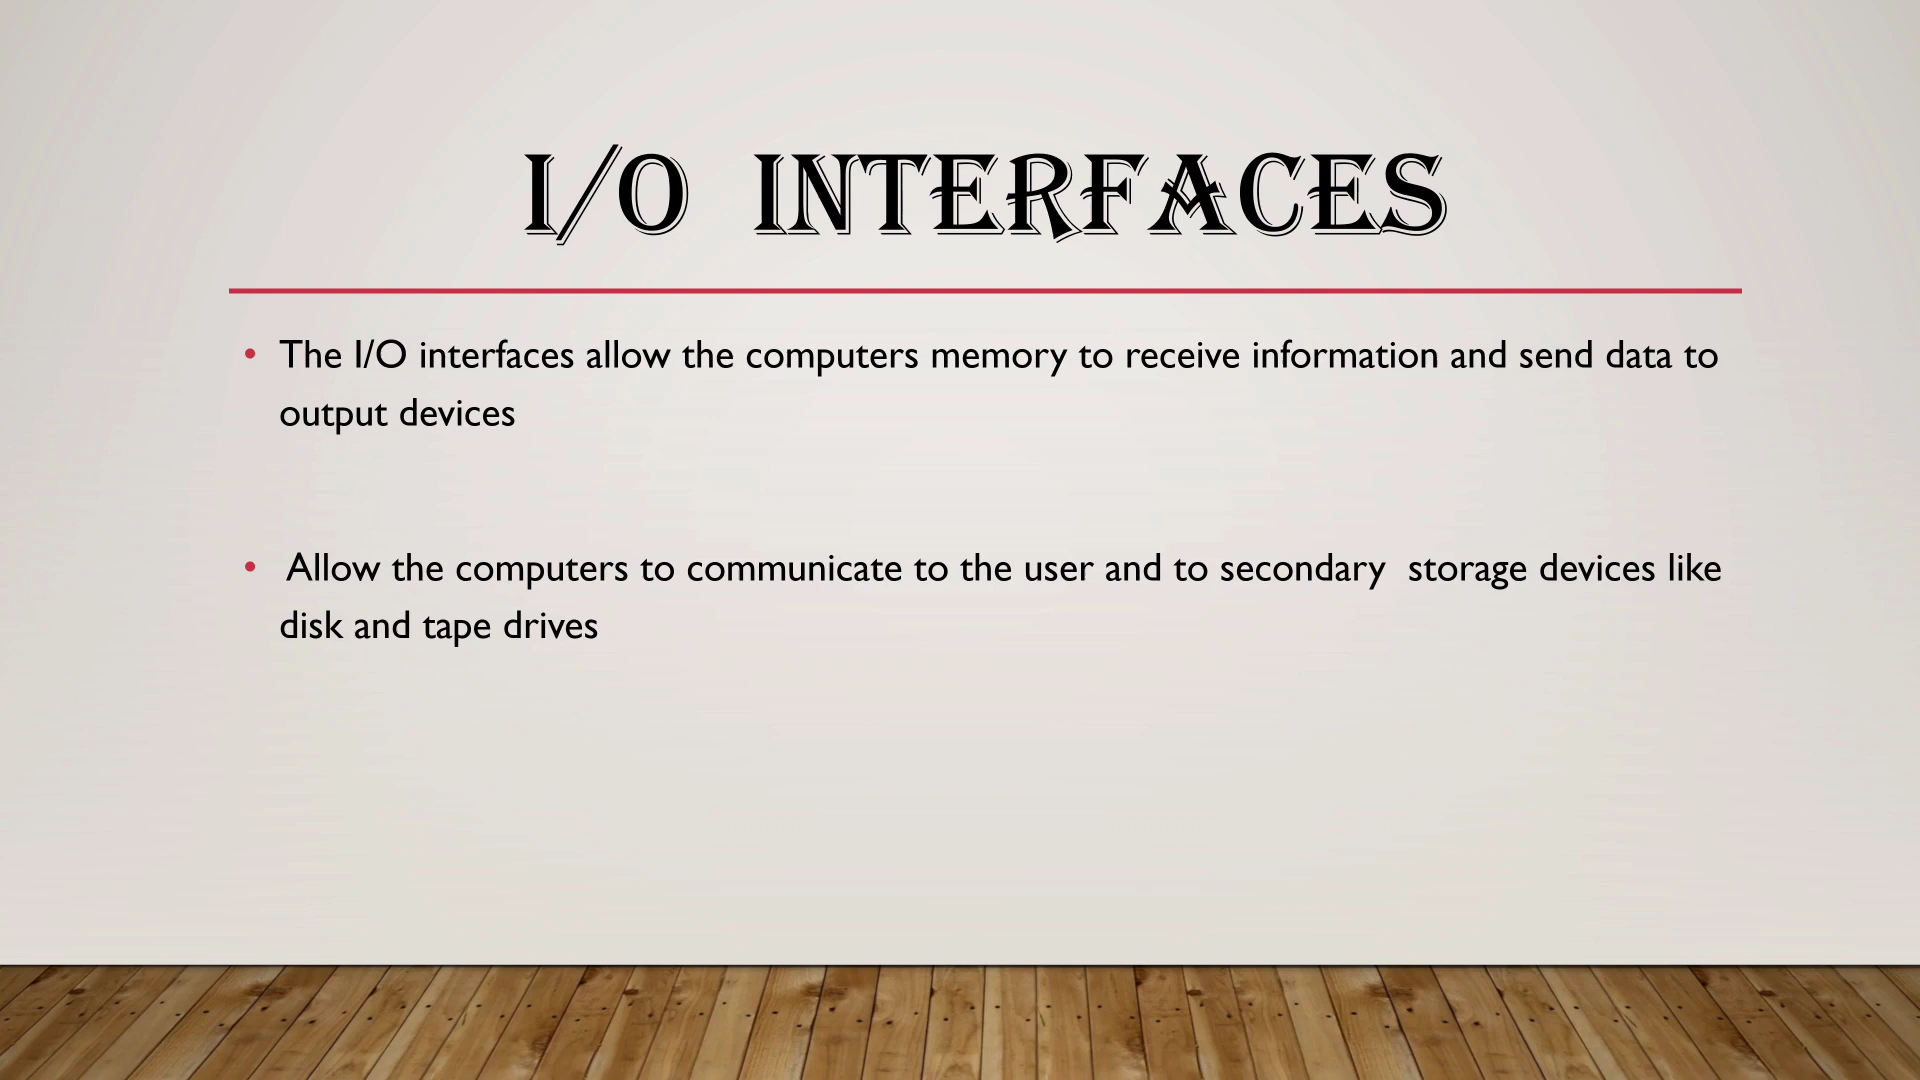 I/O INTERFACES
• The I/O interfaces allow the computers memory to receive information and send data to
output devices
• Allow the computers to communicate to the user and to secondary  storage devices like
disk and tape drives